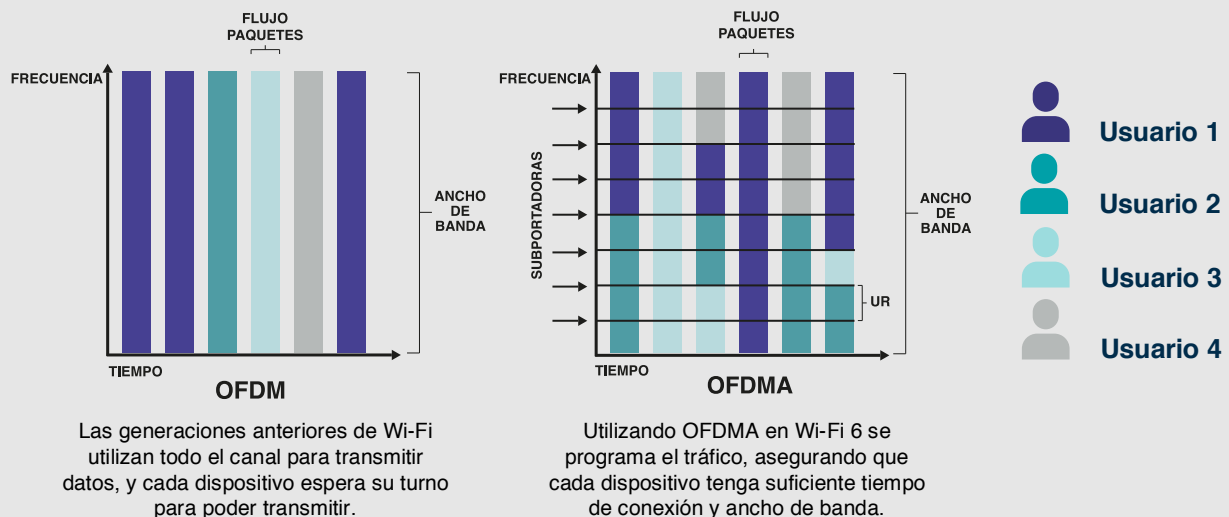 FLUJO
PAQUETES
FRECUENCIA
ANCHO
DE
BANDA
TIEMPO
OFDM
Las generaciones anteriores de Wi-Fi
utilizan todo el canal para transmitir
datos, y cada dispositivo espera su turno
para poder transmitir.
FLUJO
PAQUETES
FRECUENCIA
SUBPORTADORAS
ANCHO
DE
BANDA
UR
TIEMPO
OFDMA
Utilizando OFDMA en Wi-Fi 6 se
programa el tráfico, asegurando que
cada dispositivo tenga suficiente tiempo
de conexión y ancho de banda.
Usuario 1
Usuario 2
Usuario 3
Usuario 4